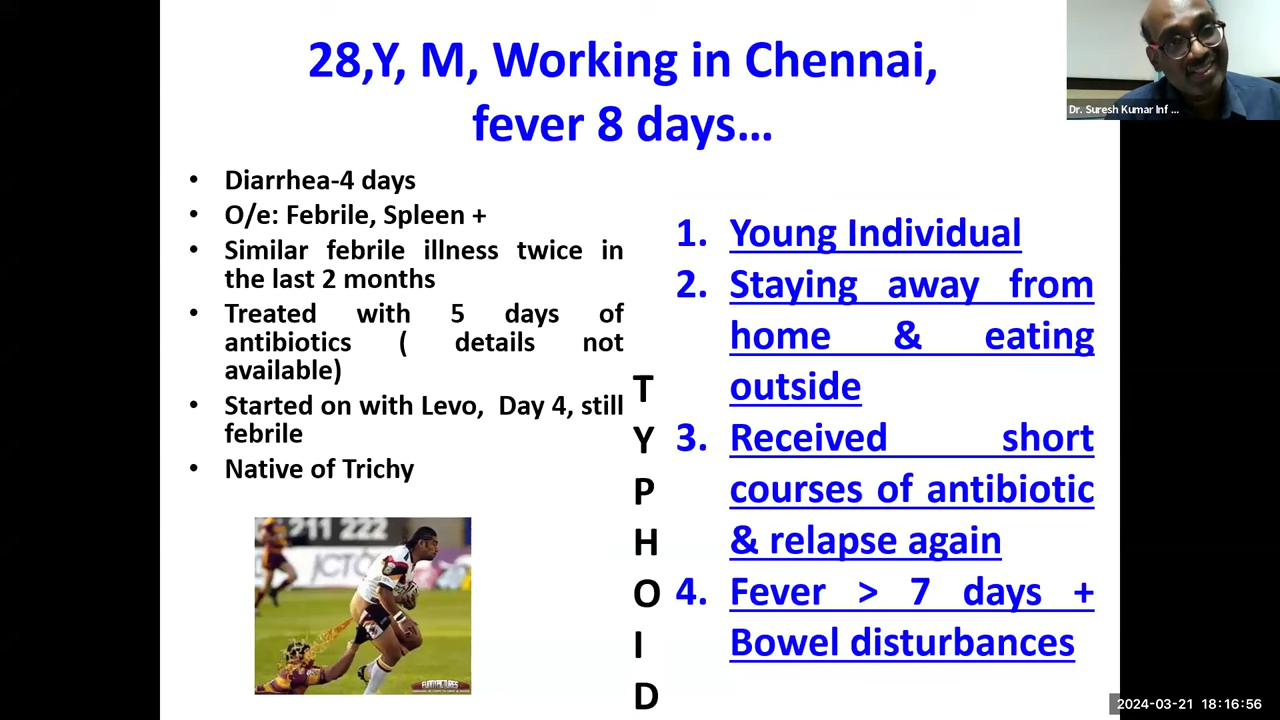 28,Y, M, Working in Chennai,
fever 8 days...
Dr. Suresh Kumar Inf ...
• Diarrhea-4 days
• O/e: Febrile, Spleen +
• Similar febrile illness twice in
the last 2 months
• Treated with 5 days of
antibiotics ( details not
available)
• Started on with Levo, Day 4, still
febrile
• Native of Trichy
T
Y
P
H
O
I
D
1. Young Individual
2. Staying away from
home & eating
outside
3. Received short
courses of antibiotic
& relapse again
4. Fever > 7 days +
Bowel disturbances
211 222
2024-03-21 18:16:56